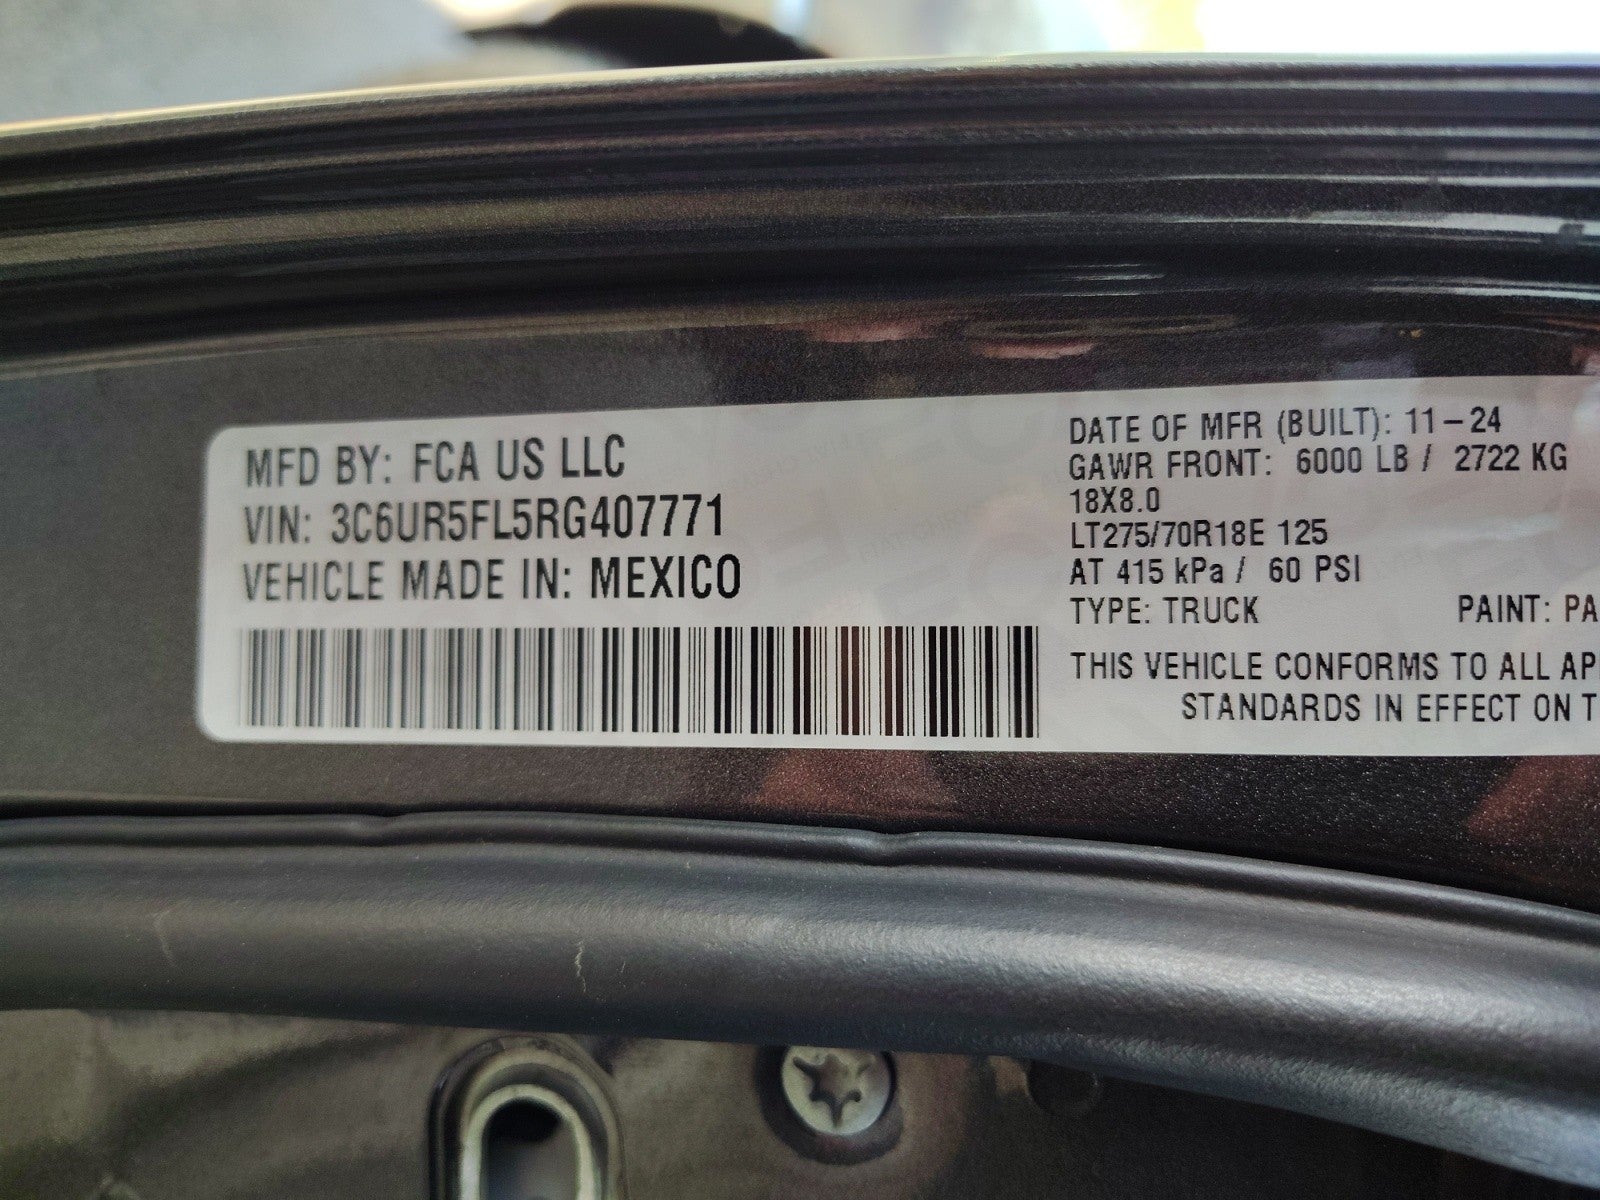 MFD BY: FCA US LLC
VIN: 3C6UR5FL5RG407771
VEHICLE MADE IN: MEXICO
DATE OF MFR (BUILT): 11-24
GAWR FRONT: 6000 LB / 2722 KG
18X8.0
LT275/70R18E 125
AT 415 kPa / 60 PSI
TYPE: TRUCK PAINT: PA
THIS VEHICLE CONFORMS TO ALL AP
STANDARDS IN EFFECT ON T